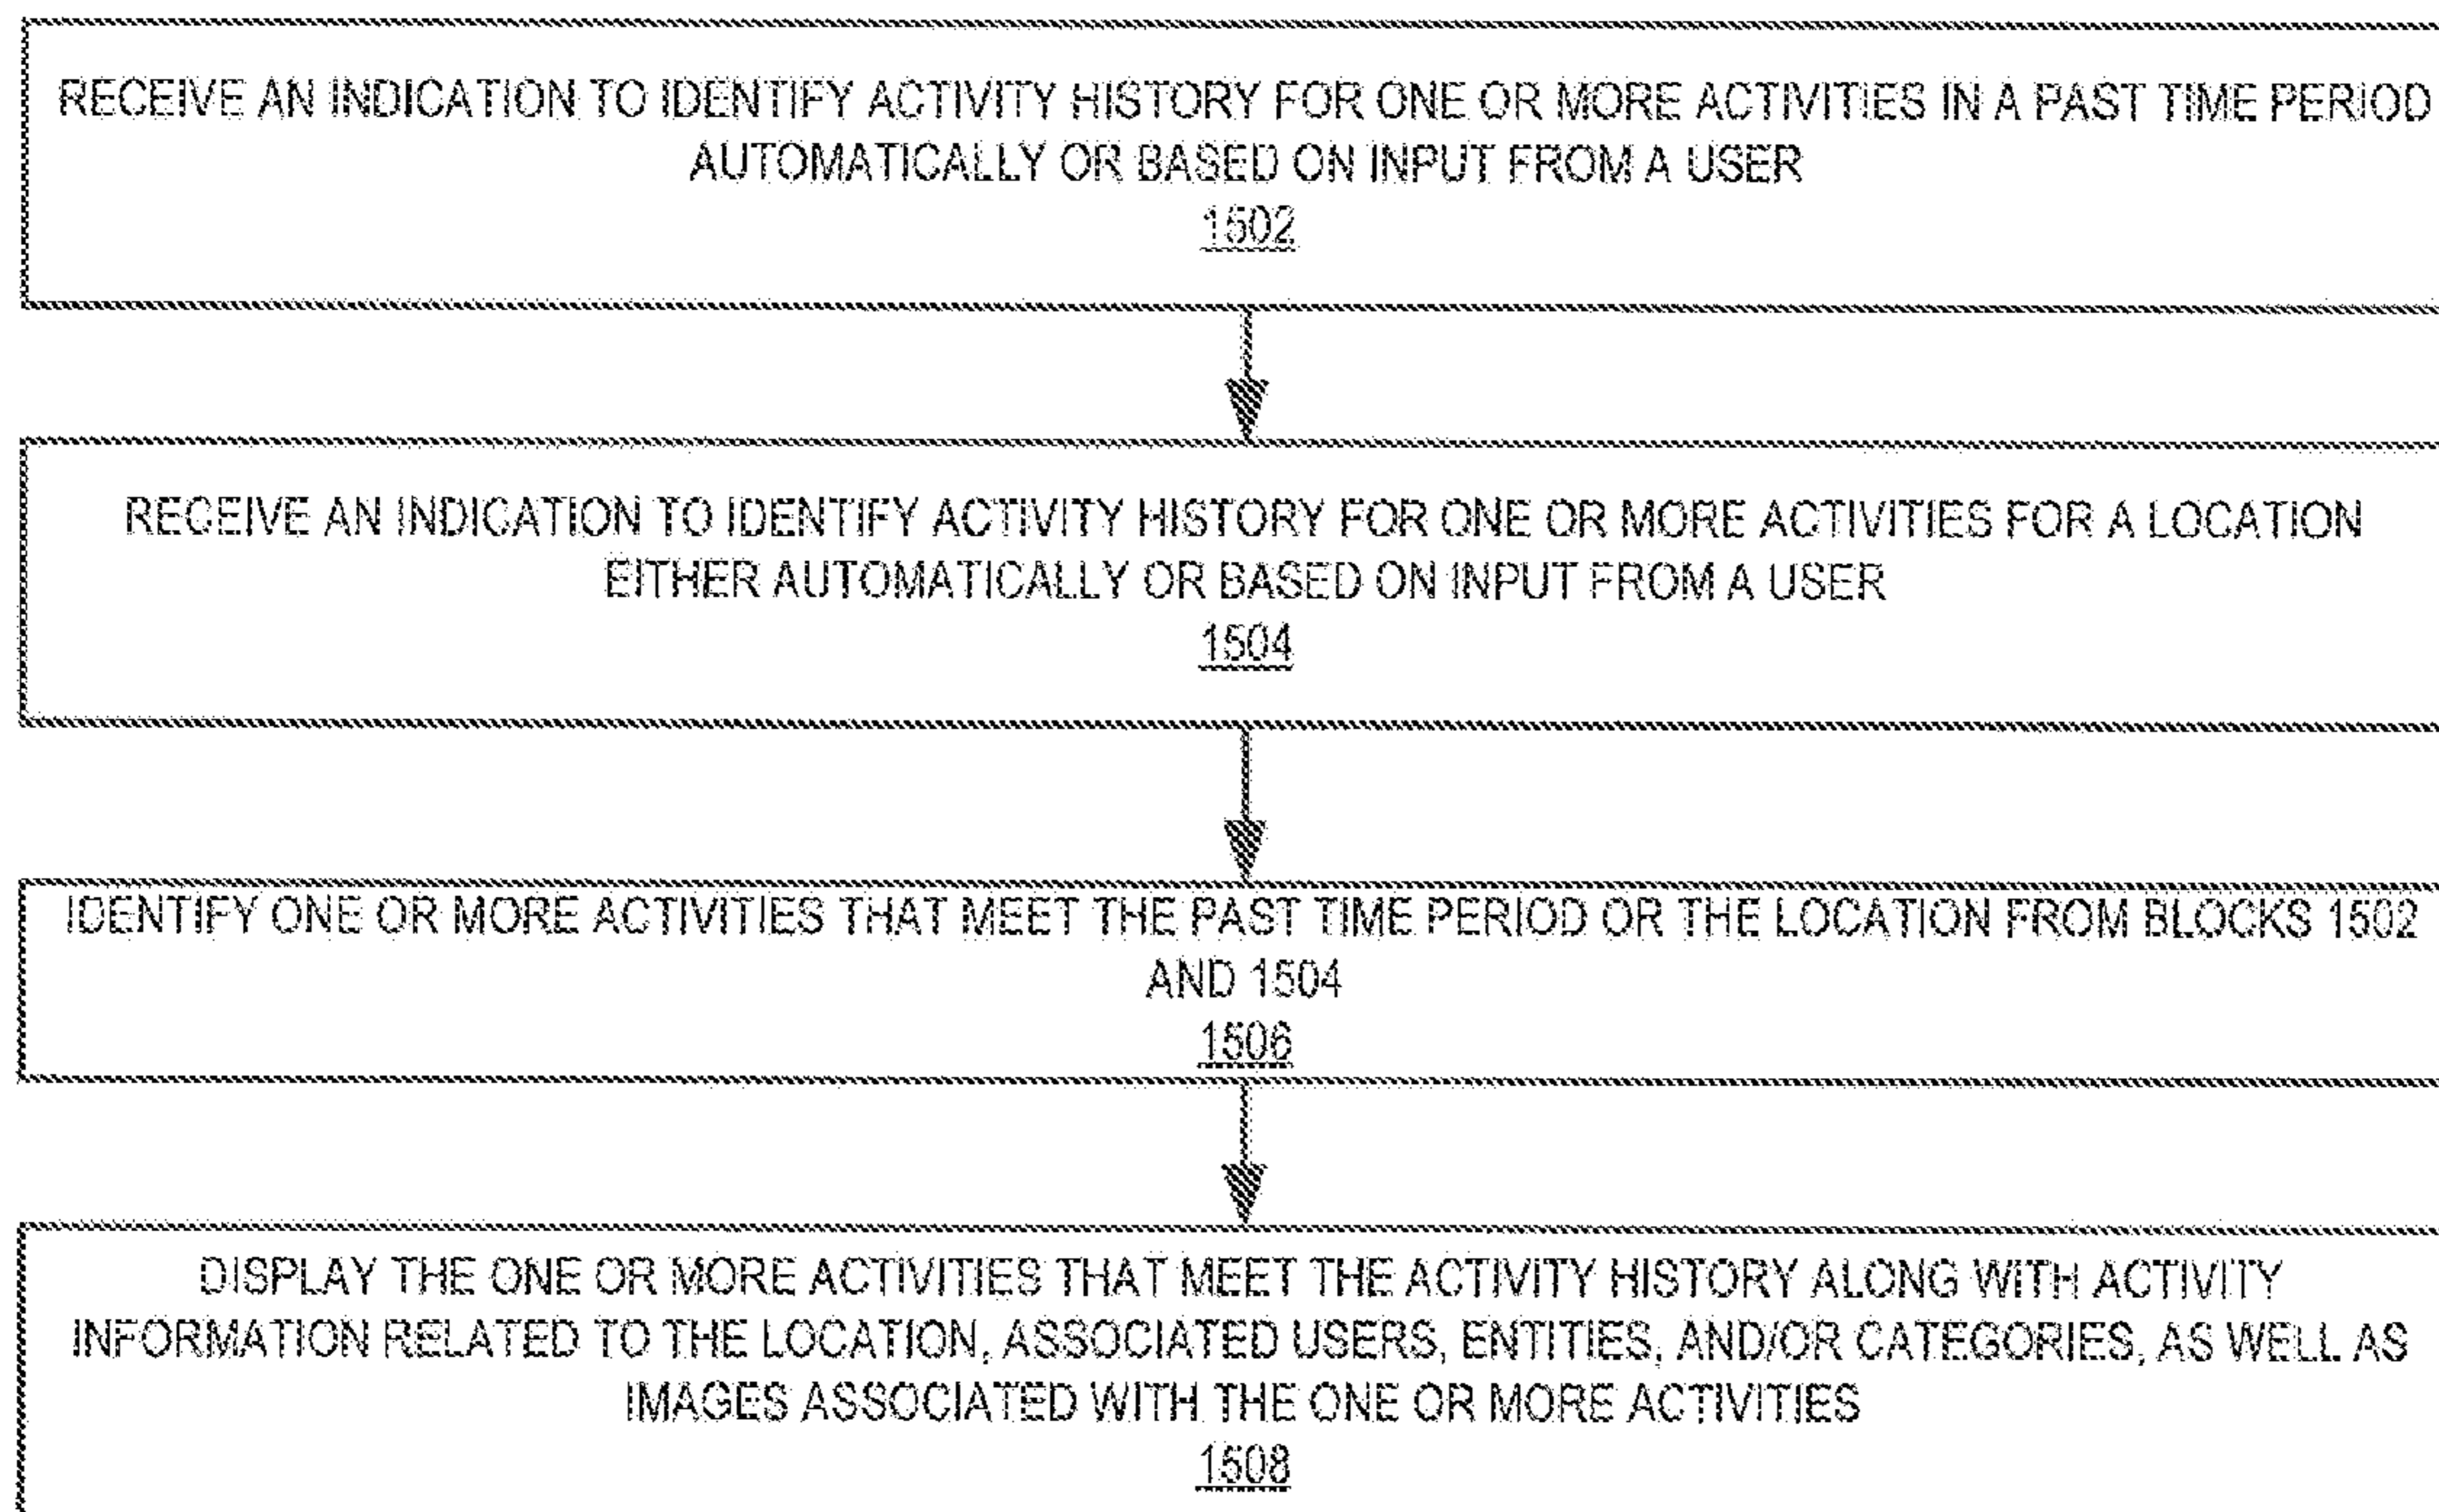 RECEIVE AN INDICATION TO IDENTIFY ACTIVITY HISTORY FOR ONE OR MORE ACTIVITIES IN A PAST TIME PERIOD
AUTOMATICALLY OR BASED ON INPUT FROM A USER
1502
RECEIVE AN INDICATION TO IDENTIFY ACTIVITY HISTORY FOR ONE OR MORE ACTIVITIES FOR A LOCATION
EITHER AUTOMATICALLY OR BASED ON INPUT FROM A USER
1504
IDENTIFY ONE OR MORE ACTIVITIES THAT MEET THE PAST TIME PERIOD OR THE LOCATION FROM BLOCKS 1502
AND 1504
1506
DISPLAY THE ONE OR MORE ACTIVITIES THAT MEET THE ACTIVITY HISTORY ALONG WITH ACTIVITY
INFORMATION RELATED TO THE LOCATION, ASSOCIATED USERS, ENTITIES, AND/OR CATEGORIES, AS WELL AS
IMAGES ASSOCIATED WITH THE ONE OR MORE ACTIVITIES
1508